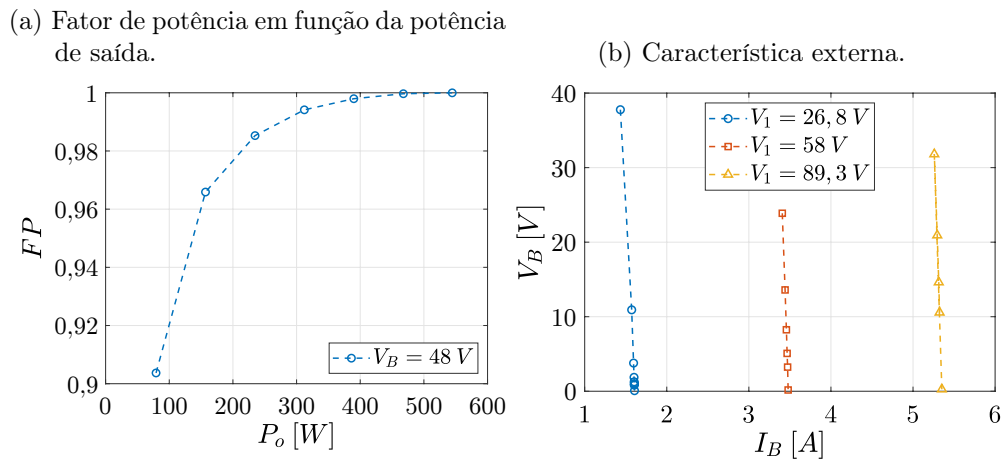 (a) Fator de potência em função da potência
de saída.
1
0,98
0,96
0,94
0,92
0,9
FP
V_B = 48 V
0 100 200 300 400 500 600
P_o [W]
(b) Característica externa.
40
30
20
10
0
V_B [V]
V_1 = 26, 8 V
V_1 = 58 V
V_1 = 89, 3 V
1 2 3 4 5 6
I_B [A]